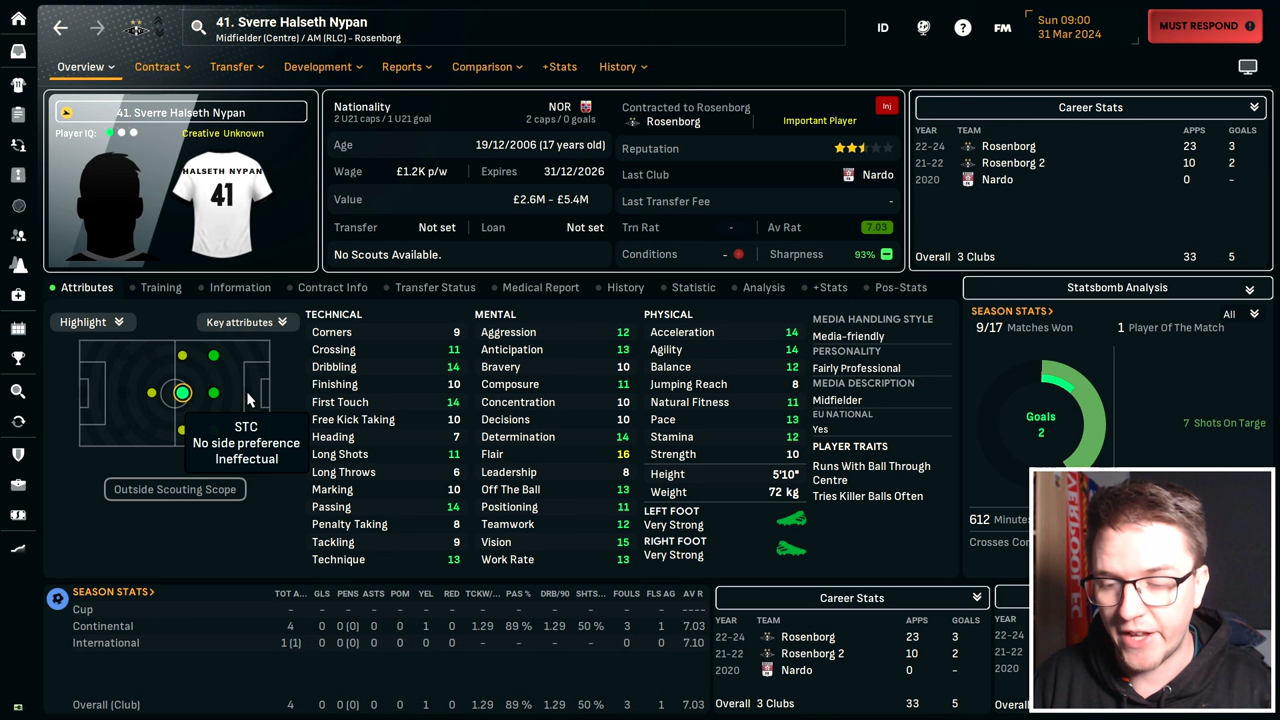 41. Sverre Halseth Nypan
Midfielder (Centre) / AM (RLC) - Rosenborg
ID
?
FM
Sun 09:00
31 Mar 2024
MUST RESPOND
Overview
Contract
Transfer
Development
Reports
Comparison
+Stats
History
41. Sverre Halseth Nypan
Player IQ:
Creative Unknown
HALSETH NYPAN
41
Nationality NOR
2 U21 caps / 1 U21 goal 2 caps / 0 goals
Age 19/12/2006 (17 years old)
Wage £1.2K p/w Expires 31/12/2026
Value £2.6M - £5.4M
Transfer Not set Loan Not set
No Scouts Available.
Contracted to Rosenborg Inj
Rosenborg Important Player
Reputation
Last Club Nardo
Last Transfer Fee -
Trn Rat - Av Rat 7.03
Conditions - Sharpness 93%
Career Stats
YEAR TEAM APPS GOALS
22-24 Rosenborg 23 3
21-22 Rosenborg 2 10 2
2020 Nardo 0 -
Overall 3 Clubs 33 5
Attributes
Training
Information
Contract Info
Transfer Status
Medical Report
History
Statistic
Analysis
+Stats
Pos-Stats
Highlight
Key attributes
STC
No side preference
Ineffectual
Outside Scouting Scope
TECHNICAL
Corners 9
Crossing 11
Dribbling 14
Finishing 10
First Touch 14
Free Kick Taking 10
Heading 7
Long Shots 11
Long Throws 6
Marking 10
Passing 14
Penalty Taking 8
Tackling 9
Technique 13
MENTAL
Aggression 12
Anticipation 13
Bravery 10
Composure 11
Concentration 10
Decisions 10
Determination 14
Flair 16
Leadership 8
Off The Ball 13
Positioning 11
Teamwork 12
Vision 15
Work Rate 13
PHYSICAL
Acceleration 14
Agility 14
Balance 12
Jumping Reach 8
Natural Fitness 11
Pace 13
Stamina 12
Strength 10
Height 5'10"
Weight 72 kg
LEFT FOOT
Very Strong
RIGHT FOOT
Very Strong
MEDIA HANDLING STYLE
Media-friendly
PERSONALITY
Fairly Professional
MEDIA DESCRIPTION
Midfielder
EU NATIONAL
Yes
PLAYER TRAITS
Runs With Ball Through
Centre
Tries Killer Balls Often
Statsbomb Analysis
SEASON STATS>
All
9/17 Matches Won
1 Player Of The Match
Goals
2
7 Shots On Targe
612 Minute
Crosses Co
SEASON STATS>
TOT A... GLS PENS ASTS POM YEL RED TCKW/... PAS % DRB/90 SHTS... FOULS FLS AG AV R
Cup - - - - - - - - - - - - - ----
Continental 4 0 0 (0) 0 0 1 0 1.29 89 % 1.29 50 % 3 1 7.03
International 1 (1) 0 0 (0) 0 0 0 0 - - - - - - 7.10
Overall (Club) 4 0 0 (0) 0 0 1 0 1.29 89 % 1.29 50 % 3 1 7.03
Career Stats
YEAR TEAM APPS GOALS
22-24 Rosenborg 23 3
21-22 Rosenborg 2 10 2
2020 Nardo 0 -
Overall 3 Clubs 33 5
YEAR
22-24
21-22
2020
Overall